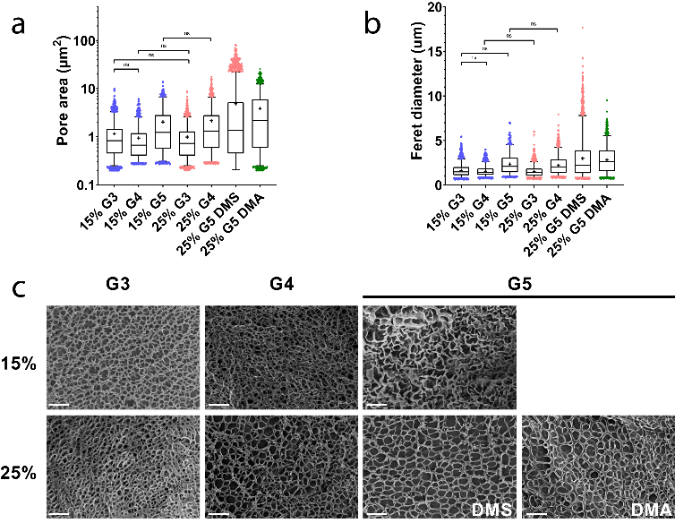 a
Pore area (µm²)
100
10
1
0.1
ns
ns
ns
ns
15% G3
15% G4
15% G5
25% G3
25% G4
25% G5 DMS
25% G5 DMA
b
Feret diameter (um)
20
15
10
5
0
ns
ns
ns
15% G3
15% G4
15% G5
25% G3
25% G4
25% G5 DMS
25% G5 DMA
c
G3
G4
G5
15%
25%
DMS
DMA